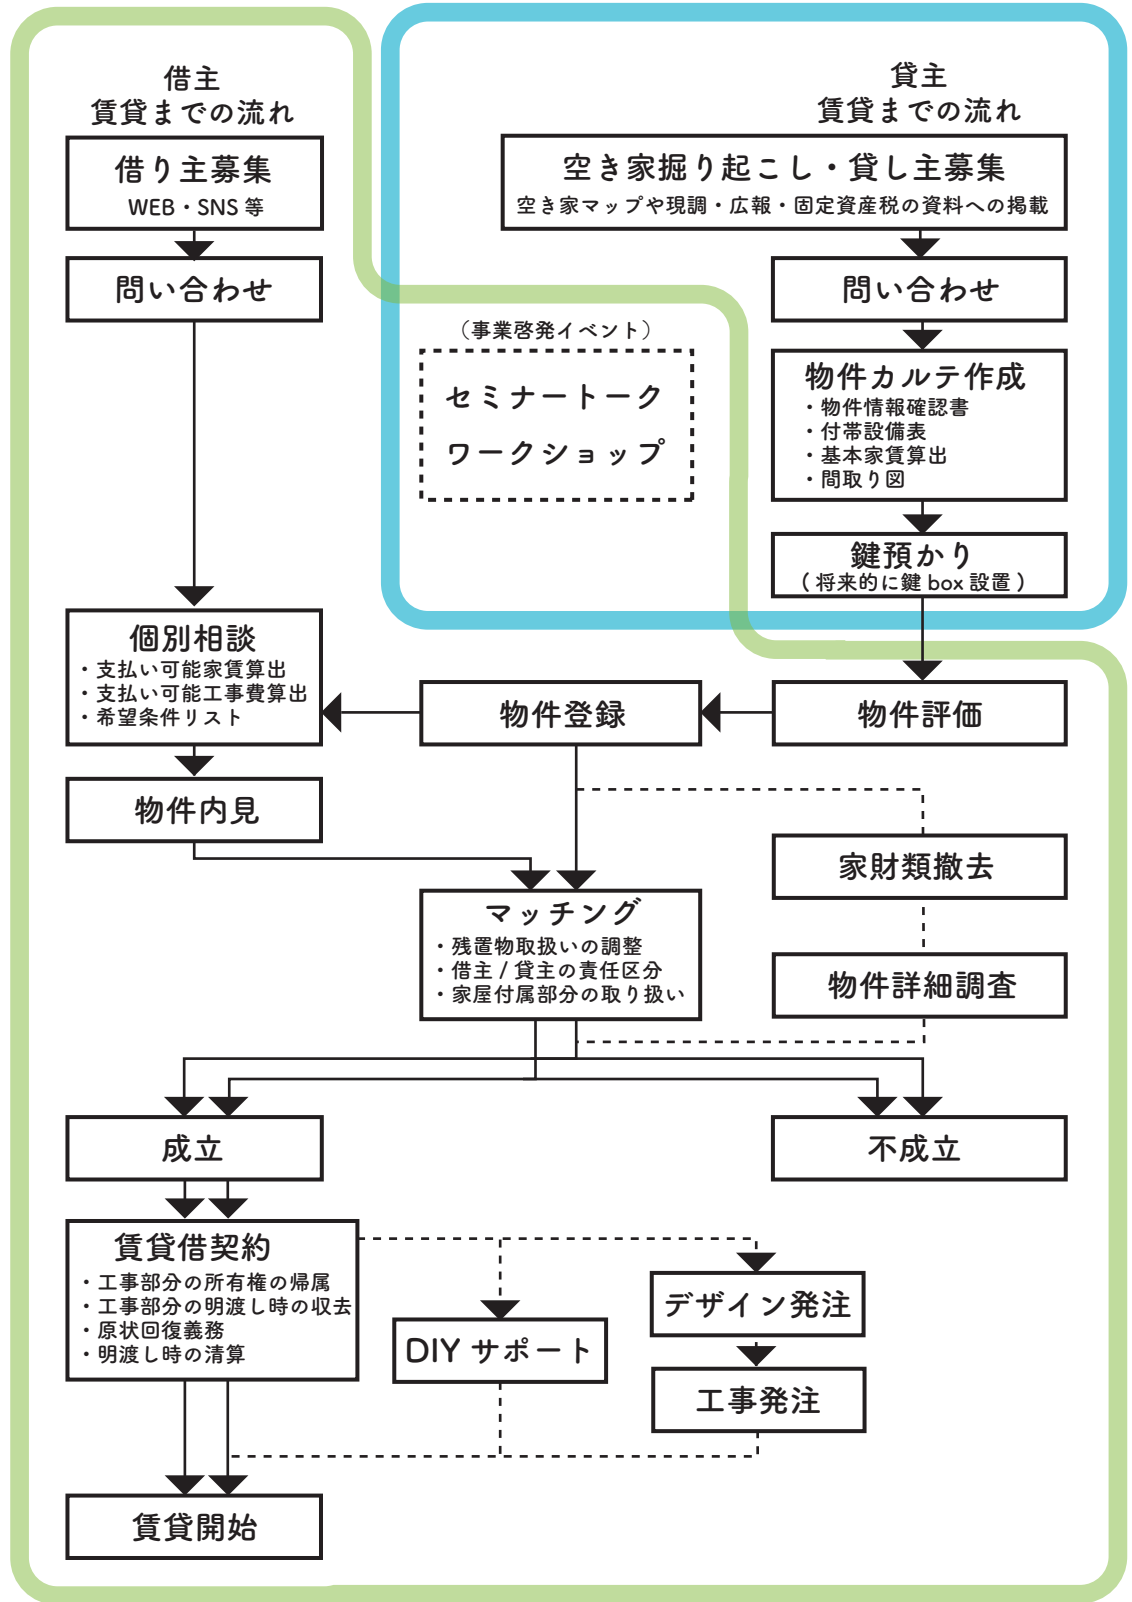 借主
賃貸までの流れ
借り主募集
WEB・SNS 等
問い合わせ
貸主
賃貸までの流れ
空き家掘り起こし・貸し主募集
空き家マップや現調・広報・固定資産税の資料への掲載
問い合わせ
物件カルテ作成
・物件情報確認書
・付帯設備表
・基本家賃算出
・間取り図
鍵預かり
( 将来的に鍵 box 設置 )
（事業啓発イベント）
セミナートーク
ワークショップ
個別相談
・支払い可能家賃算出
・支払い可能工事費算出
・希望条件リスト
物件登録
物件評価
物件内見
家財類撤去
物件詳細調査
マッチング
・残置物取扱いの調整
・借主 / 貸主の責任区分
・家屋付属部分の取り扱い
成立
不成立
賃貸借契約
・工事部分の所有権の帰属
・工事部分の明渡し時の収去
・原状回復義務
・明渡し時の清算
DIY サポート
デザイン発注
工事発注
賃貸開始